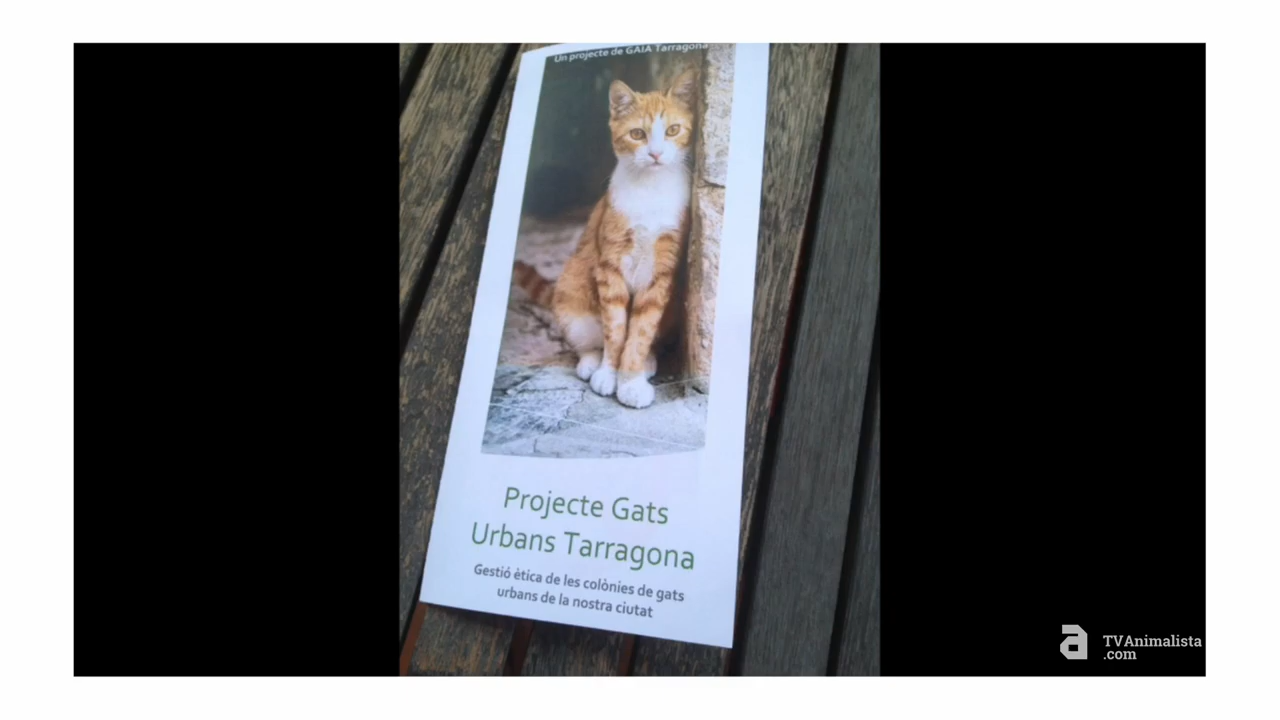 Un projecte de GAIA Tarragona
Projecte Gats
Urbans Tarragona
Gestió ètica de les colònies de gats
urbans de la nostra ciutat
TVAnimalista
.com